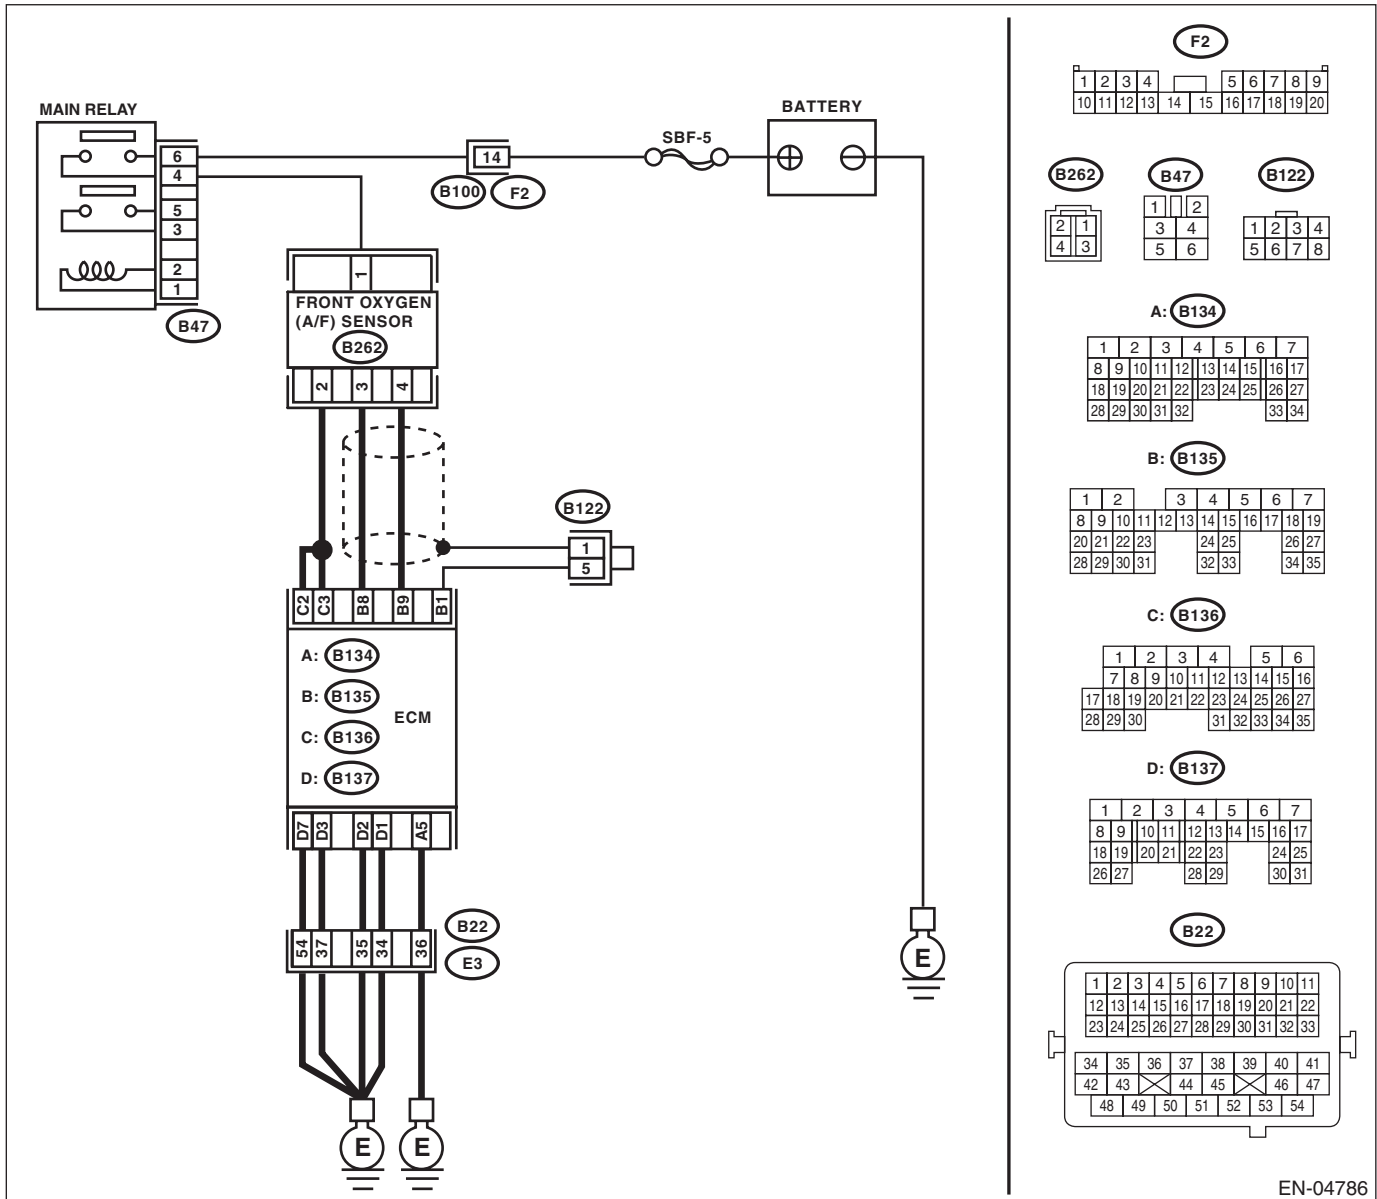 MAIN RELAY
6
4
5
3
2
1
B47
14
B100 F2
SBF-5
BATTERY
1
FRONT OXYGEN
(A/F) SENSOR
B262
2 3 4
B122
1
5
C2 C3 B8 B9 B1
A: B134
B: B135
C: B136
D: B137
ECM
D7 D3 D2 D1 A5
54 37 35 34 36
B22
E3
E E
E
F2
1 2 3 4 5 6 7 8 9
10 11 12 13 14 15 16 17 18 19 20
B262
2 1
4 3
B47
1 2
3 4
5 6
B122
1 2 3 4
5 6 7 8
A: B134
1 2 3 4 5 6 7
8 9 10 11 12 13 14 15 16 17
18 19 20 21 22 23 24 25 26 27
28 29 30 31 32 33 34
B: B135
1 2 3 4 5 6 7
8 9 10 11 12 13 14 15 16 17 18 19
20 21 22 23 24 25 26 27
28 29 30 31 32 33 34 35
C: B136
1 2 3 4 5 6
7 8 9 10 11 12 13 14 15 16
17 18 19 20 21 22 23 24 25 26 27
28 29 30 31 32 33 34 35
D: B137
1 2 3 4 5 6 7
8 9 10 11 12 13 14 15 16 17
18 19 20 21 22 23 24 25
26 27 28 29 30 31
B22
1 2 3 4 5 6 7 8 9 10 11
12 13 14 15 16 17 18 19 20 21 22
23 24 25 26 27 28 29 30 31 32 33
34 35 36 37 38 39 40 41
42 43 44 45 46 47
48 49 50 51 52 53 54
EN-04786